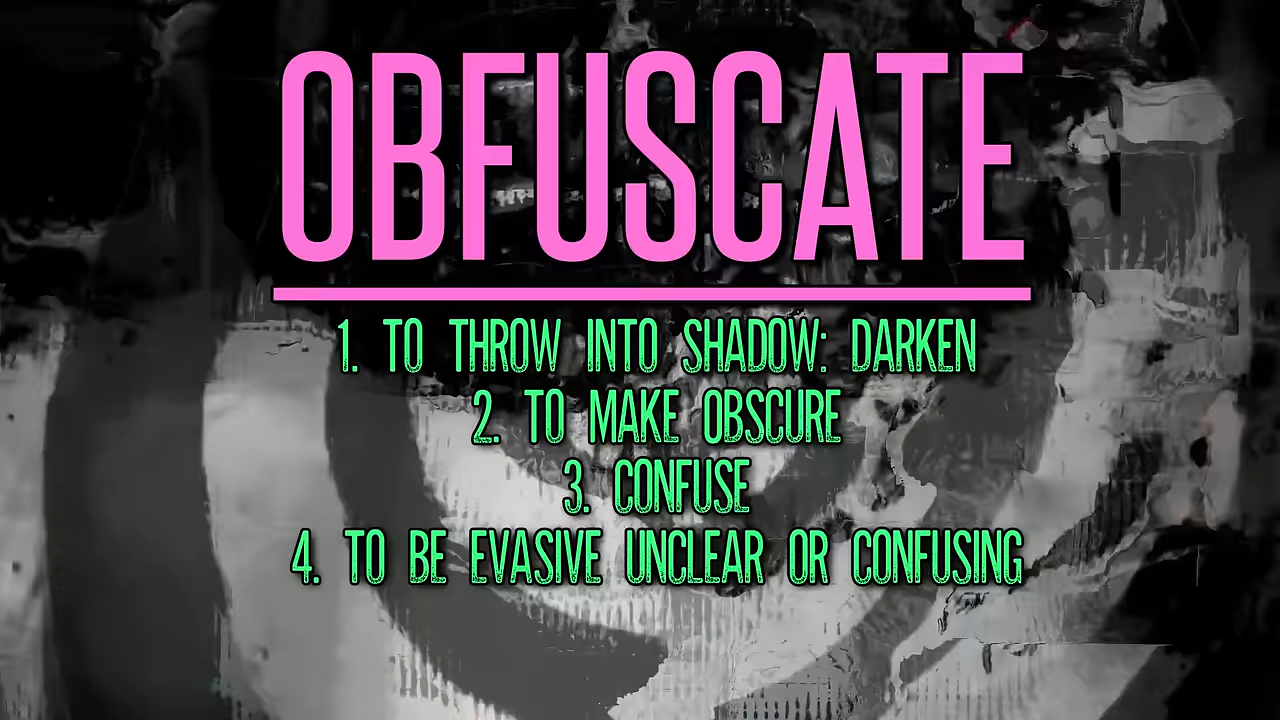 OBFUSCATE
1. TO THROW INTO SHADOW: DARKEN
2. TO MAKE OBSCURE
3. CONFUSE
4. TO BE EVASIVE UNCLEAR OR CONFUSING